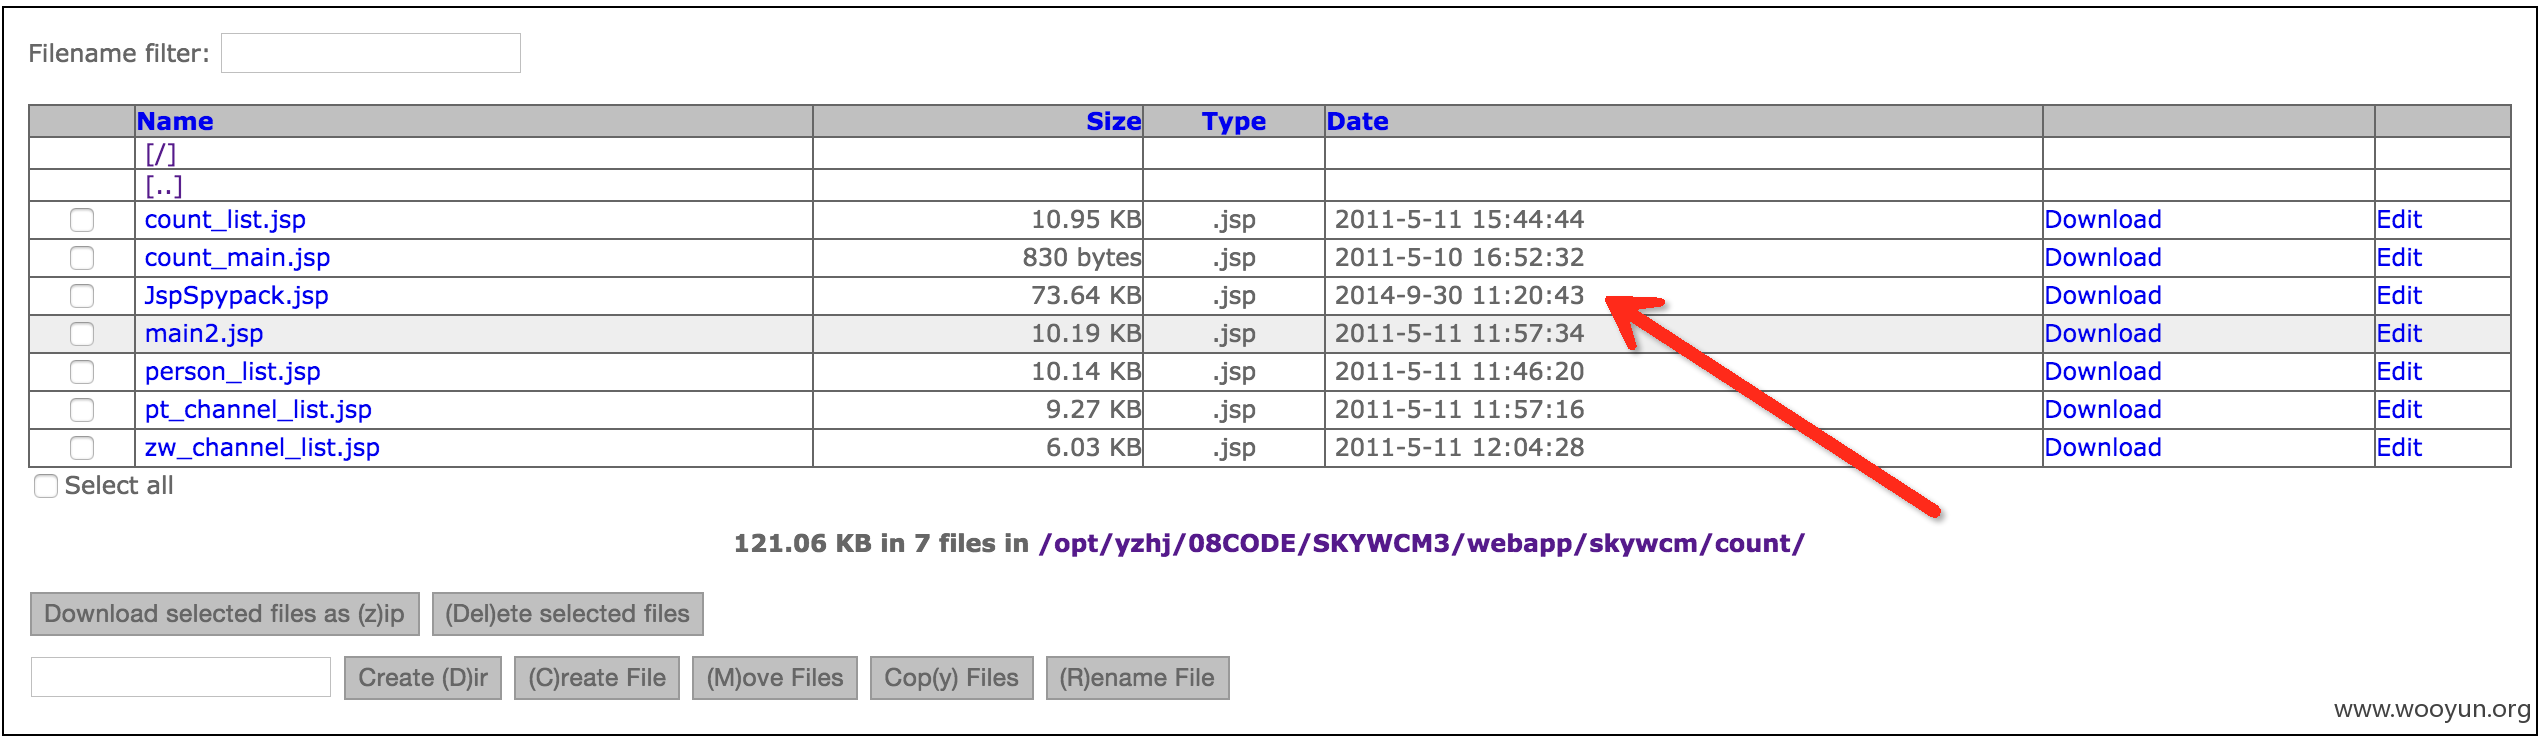 Filename filter:
Name Size Type Date
[/]
[..]
count_list.jsp 10.95 KB .jsp 2011-5-11 15:44:44 Download Edit
count_main.jsp 830 bytes .jsp 2011-5-10 16:52:32 Download Edit
JspSpypack.jsp 73.64 KB .jsp 2014-9-30 11:20:43 Download Edit
main2.jsp 10.19 KB .jsp 2011-5-11 11:57:34 Download Edit
person_list.jsp 10.14 KB .jsp 2011-5-11 11:46:20 Download Edit
pt_channel_list.jsp 9.27 KB .jsp 2011-5-11 11:57:16 Download Edit
zw_channel_list.jsp 6.03 KB .jsp 2011-5-11 12:04:28 Download Edit
Select all
121.06 KB in 7 files in /opt/yzhj/08CODE/SKYWCM3/webapp/skywcm/count/
Download selected files as (z)ip (Del)ete selected files
Create (D)ir (C)reate File (M)ove Files Cop(y) Files (R)ename File
www.wooyun.org